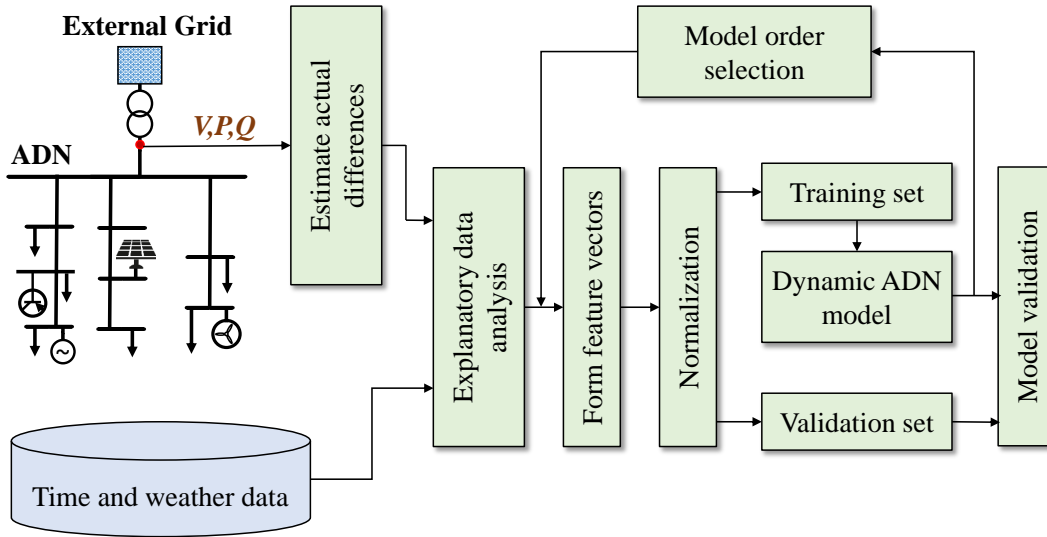 External Grid
V,P,Q
ADN
Estimate actual
differences
Time and weather data
Explanatory data
analysis
Form feature vectors
Normalization
Model order
selection
Training set
Dynamic ADN
model
Validation set
Model validation
~